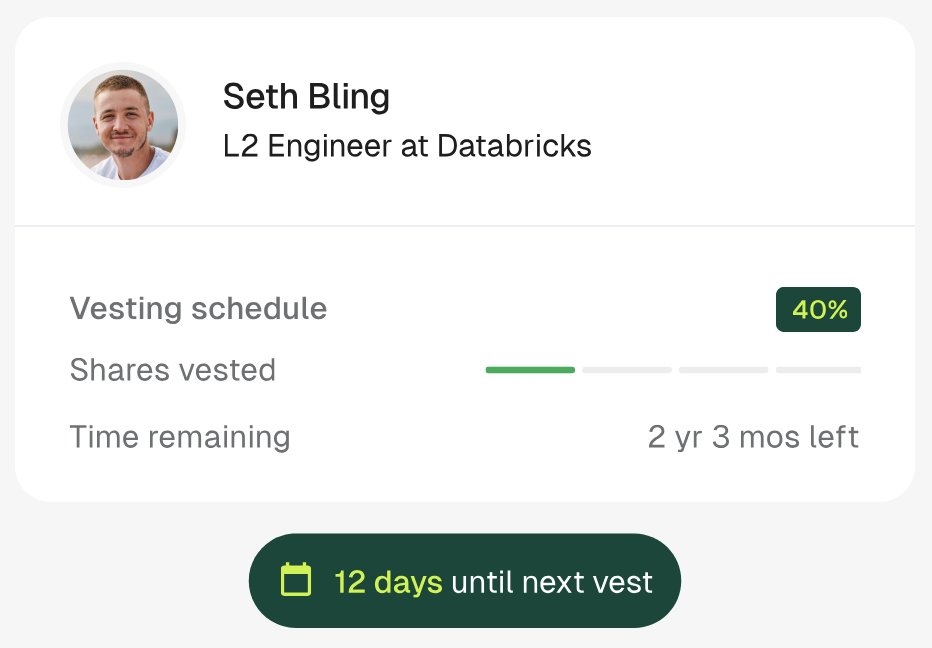 Seth Bling
L2 Engineer at Databricks
Vesting schedule
40%
Shares vested
Time remaining
2 yr 3 mos left
12 days until next vest